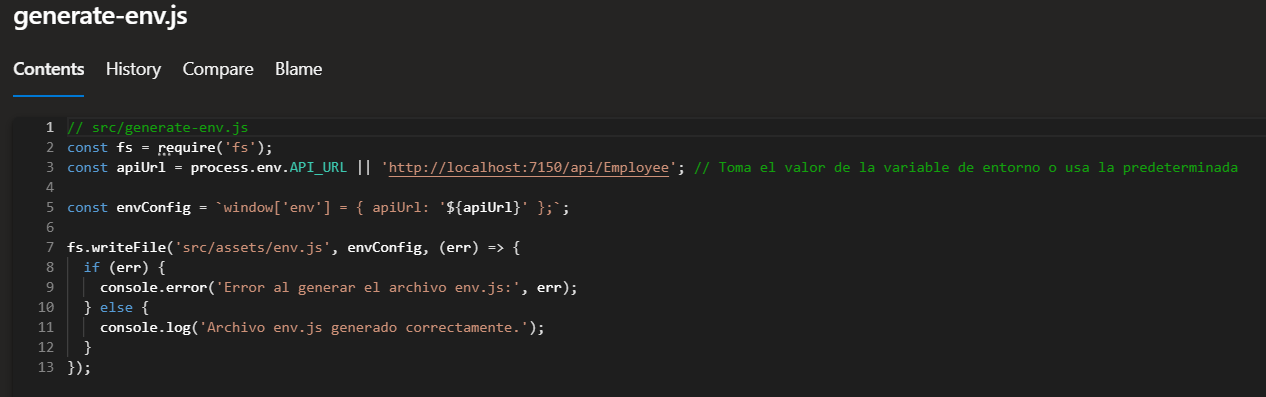 generate-env.js
Contents History Compare Blame
1 // src/generate-env.js
2 const fs = require('fs');
3 const apiUrl = process.env.API_URL || 'http://localhost:7150/api/Employee'; // Toma el valor de la variable de entorno o usa la predeterminada
4
5 const envConfig = `window['env'] = { apiUrl: '${apiUrl}' };`;
6
7 fs.writeFile('src/assets/env.js', envConfig, (err) => {
8   if (err) {
9     console.error('Error al generar el archivo env.js:', err);
10   } else {
11     console.log('Archivo env.js generado correctamente.');
12   }
13 });